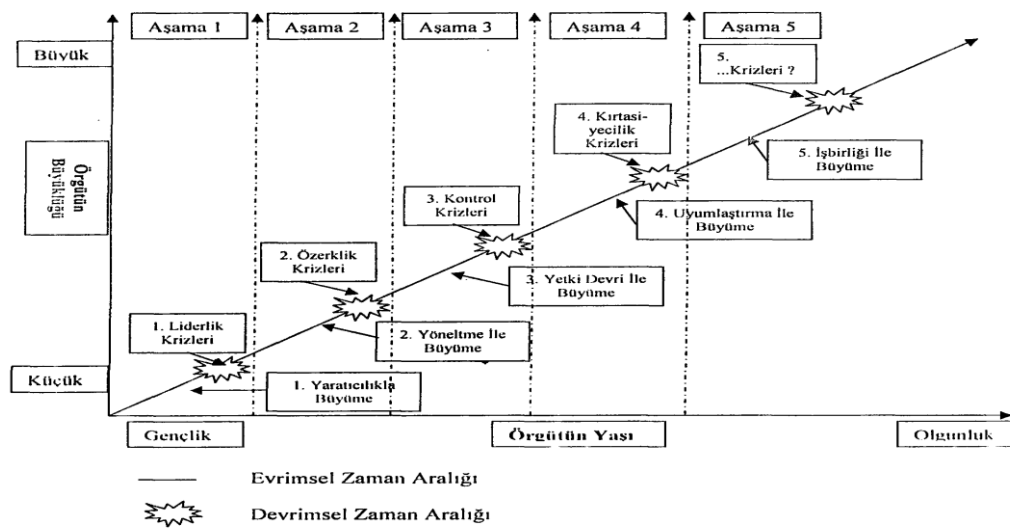 Aşama 1
Aşama 2
Aşama 3
Aşama 4
Aşama 5
Büyük
5.
...Krizleri ?
4. Kırtasi-
yecilik
Krizleri
5. İşbirliği İle
Büyüme
Örgütün
Büyüklüğü
3. Kontrol
Krizleri
4. Uyumlaştırma İle
Büyüme
2. Özerklik
Krizleri
3. Yetki Devri İle
Büyüme
1. Liderlik
Krizleri
2. Yöneltme İle
Büyüme
Küçük
1. Yaratıcılıkla
Büyüme
Gençlik
Örgütün Yaşı
Olgunluk
Evrimsel Zaman Aralığı
Devrimsel Zaman Aralığı